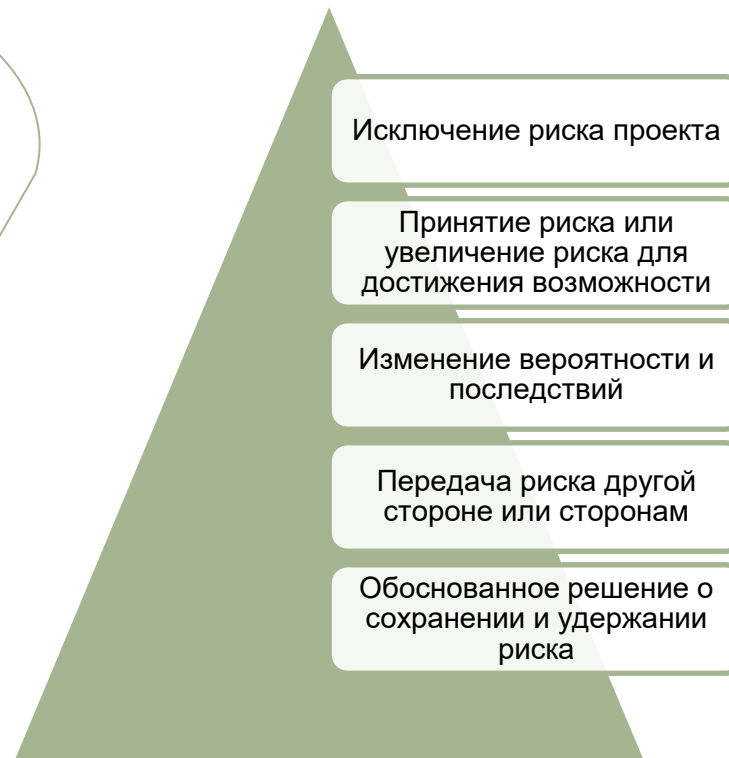 Исключение риска проекта
Принятие риска или
увеличение риска для
достижения возможности
Изменение вероятности и
последствий
Передача риска другой
стороне или сторонам
Обоснованное решение о
сохранении и удержании
риска